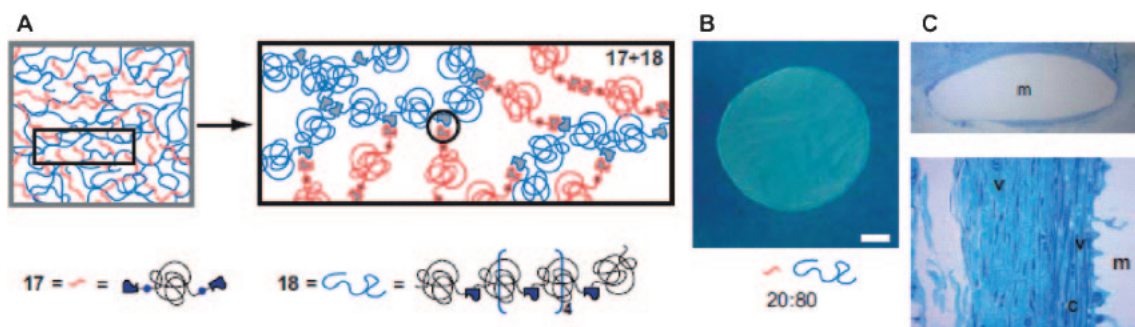 A
17+18
17 = =
18 = =
4
B
20:80
C
m
v
v
m
c